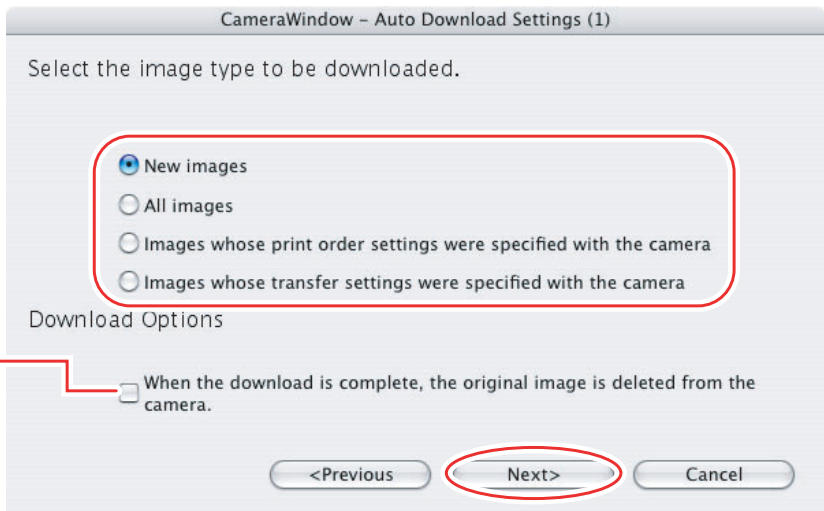 CameraWindow – Auto Download Settings (1)
Select the image type to be downloaded.
New images
All images
Images whose print order settings were specified with the camera
Images whose transfer settings were specified with the camera
Download Options
When the download is complete, the original image is deleted from the
camera.
<Previous Next> Cancel